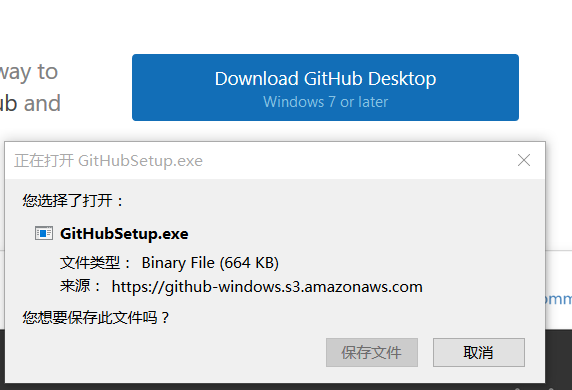 way to
Download GitHub Desktop
ub and
Windows 7 or later
正在打开 GitHubSetup.exe
您选择了打开：
GitHubSetup.exe
文件类型： Binary File (664 KB)
来源： https://github-windows.s3.amazonaws.com
omm
您想要保存此文件吗？
保存文件 取消